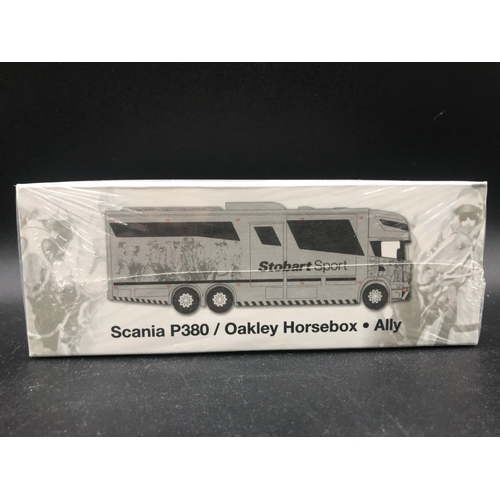 Stobart Sport
Scania P380 / Oakley Horsebox • Ally